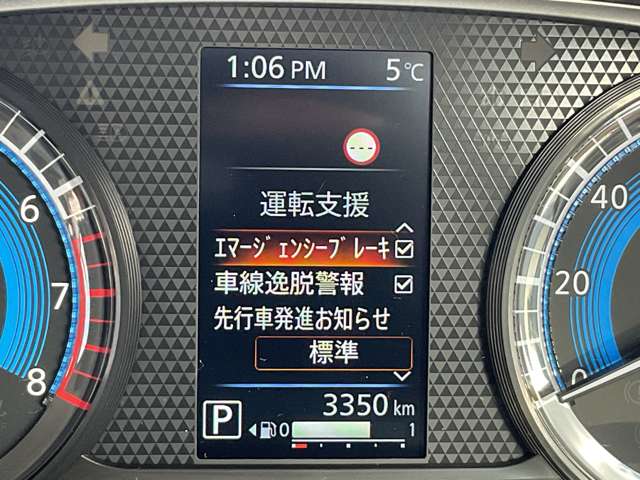 1:06 PM 5℃
---
運転支援
ｴﾏｰｼﾞｪﾝｼｰﾌﾞﾚｰｷ
車線逸脱警報
先行車発進お知らせ
標準
P 3350 km
0 1
6
7
8
40
20
0